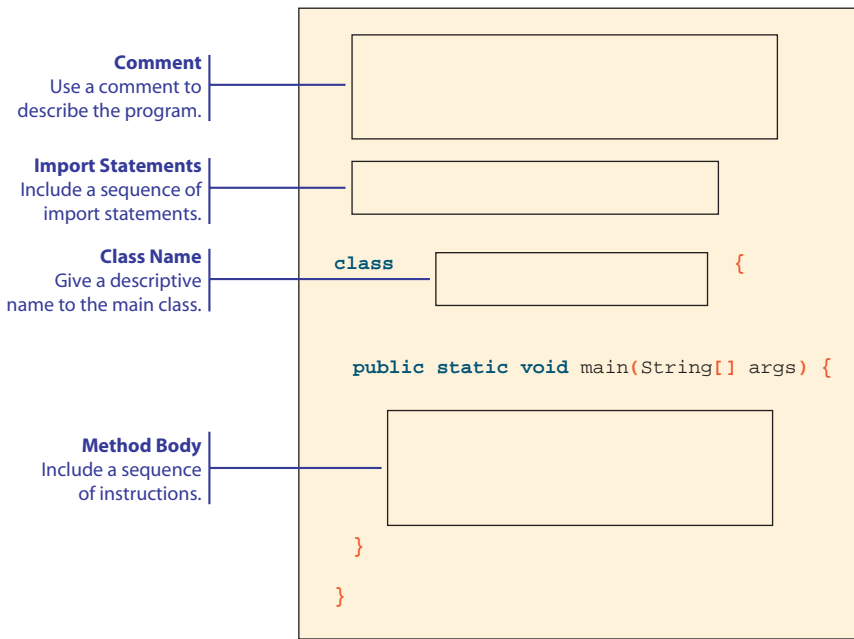 Comment
Use a comment to
describe the program.
Import Statements
Include a sequence of
import statements.
Class Name
Give a descriptive
name to the main class.
class {
public static void main(String[] args) {
Method Body
Include a sequence
of instructions.
}
}